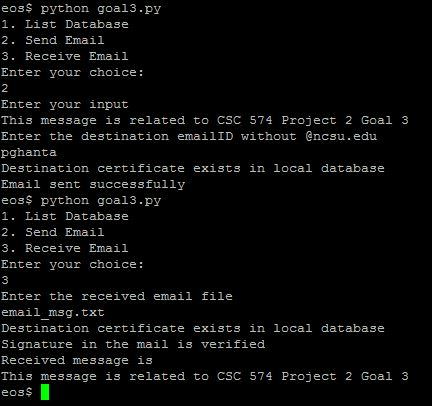 eos$ python goal3.py
1. List Database
2. Send Email
3. Receive Email
Enter your choice:
2
Enter your input
This message is related to CSC 574 Project 2 Goal 3
Enter the destination emailID without @ncsu.edu
pghanta
Destination certificate exists in local database
Email sent successfully
eos$ python goal3.py
1. List Database
2. Send Email
3. Receive Email
Enter your choice:
3
Enter the received email file
email_msg.txt
Destination certificate exists in local database
Signature in the mail is verified
Received message is
This message is related to CSC 574 Project 2 Goal 3
eos$